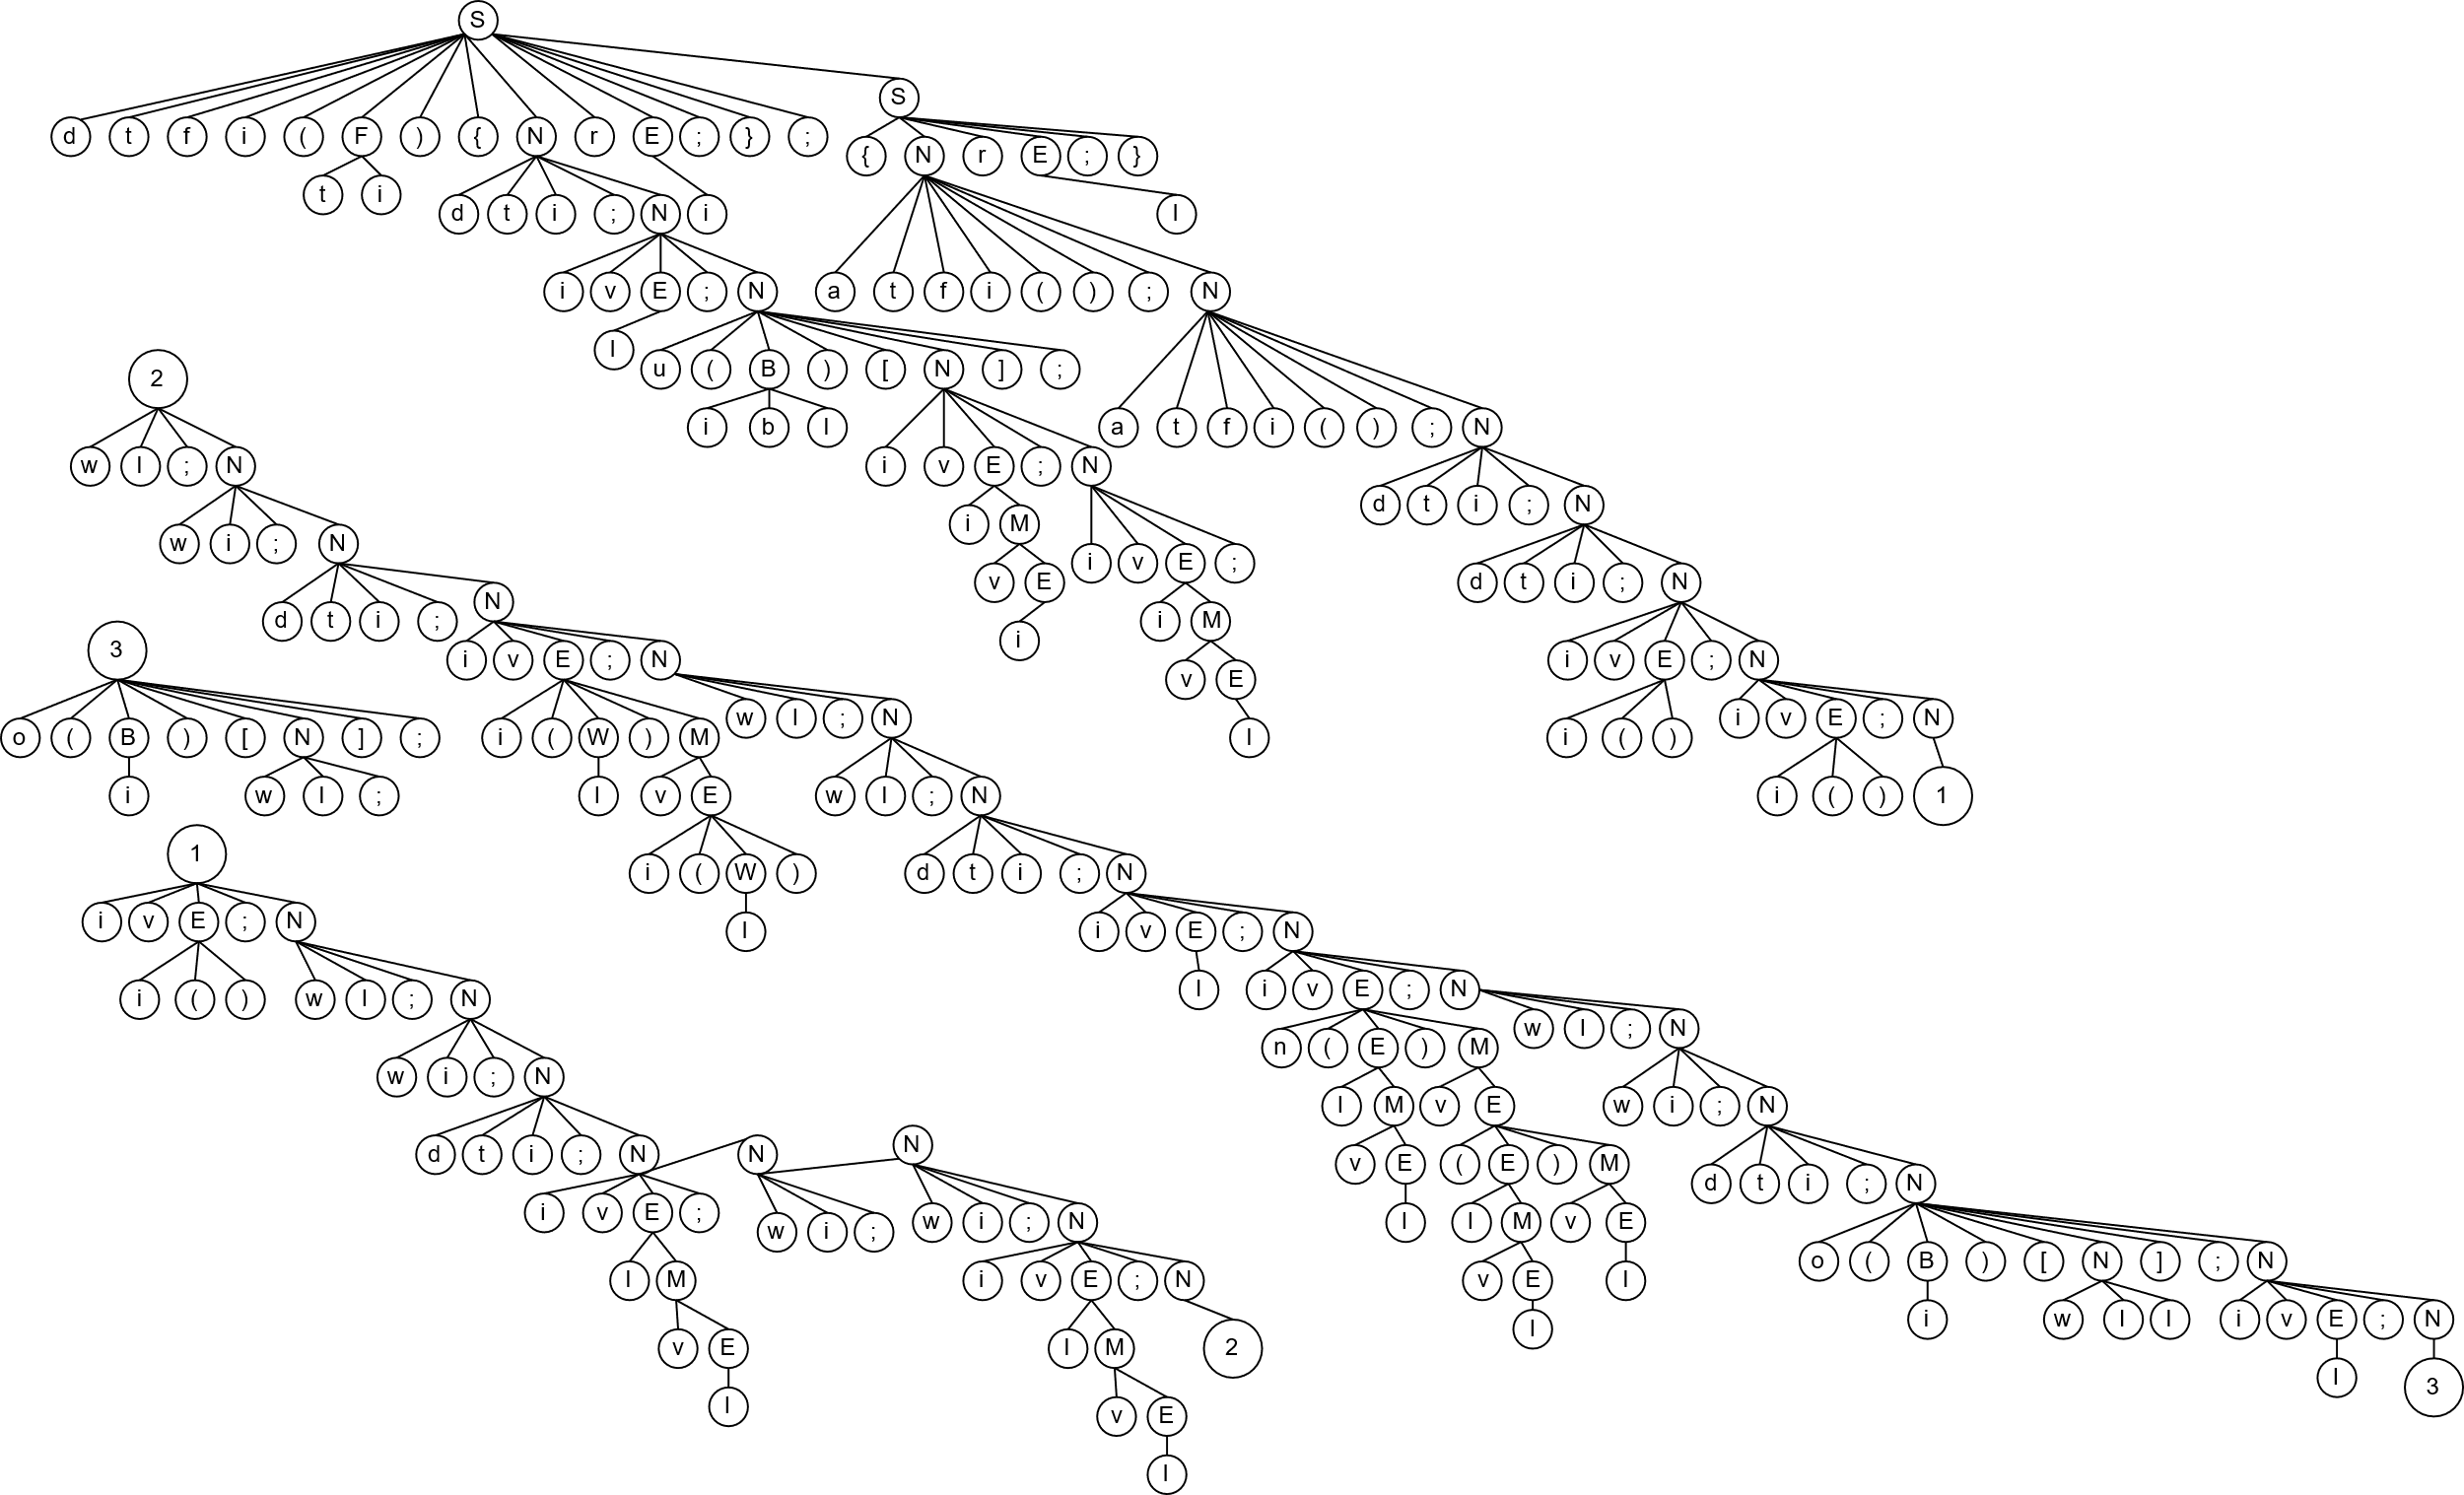 S
S
d t f i ( F ) { N r E ; } ;
{ N r E ; }
t i
d t i ; N i
l
i v E ; N
a t f i ( ) ; N
l
u ( B ) [ N ] ;
2
i b l
a t f i ( ) ; N
w l ; N
i v E ; N
i M
d t i ; N
w i ; N
v E
i v E ;
d t i ; N
i
i M
d t i ; N
3
v E
i v E ; N
i v E ; N
l
o ( B ) [ N ] ;
i ( W ) M
w l ; N
i ( )
i v E ; N
i
w l ;
l
v E
w l ; N
i ( )
1
1
i ( W )
d t i ; N
i v E ; N
l
i v E ; N
i ( )
w l ; N
l
i v E ; N
w l ; N
n ( E ) M
w i ; N
l M
v E
w i ; N
d t i ; N
N
N
v E
( E ) M
d t i ; N
i v E ;
w i ;
w i ; N
l
l M
v E
l M
i v E ; N
v E
l
o ( B ) [ N ] ; N
v E
l M
2
l
i
w l l
i v E ; N
l
v E
l
3
l